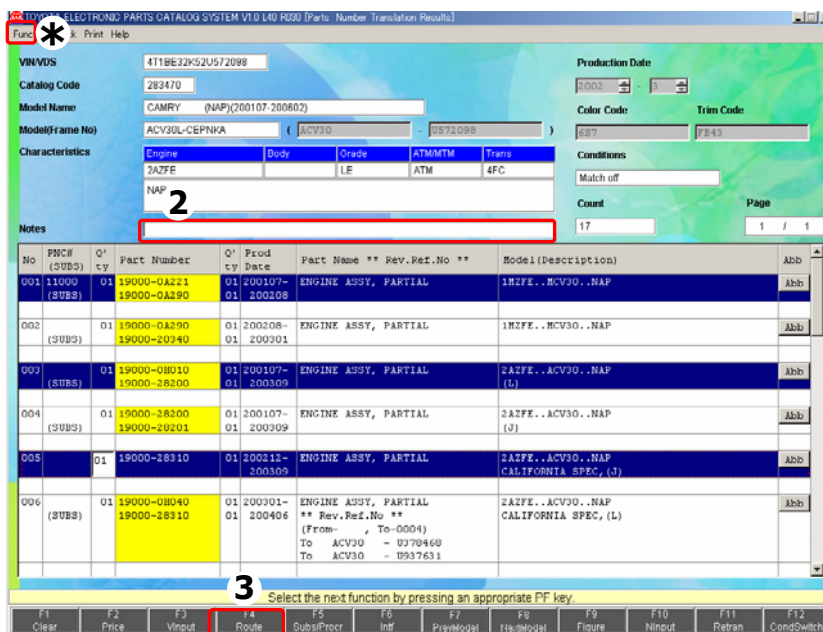 TOYOTA ELECTRONIC PARTS CATALOG SYSTEM V1.0 L40 R030 [Parts Number Translation Results]
Func * k Print Help
VIN/VDS 4T1BE32K52U572098 Production Date
Catalog Code 283470 2002 - 3
Model Name CAMRY (NAP)(200107-200602) Color Code Trim Code
Model(Frame No) ACV30L-CEPNKA ( ACV30 - U572098 ) 6S7 FB43
Characteristics Engine Body Grade ATM/MTM Trans Conditions
2AZFE LE ATM 4FC Match off
NAP
2 Count Page
Notes 17 1 / 1
No PNC# (SUBS) Q' ty Part Number Q' ty Prod Date Part Name ** Rev.Ref.No ** Model(Description) Abb
001 11000 01 19000-0A221 01 200107- ENGINE ASSY, PARTIAL 1MZFE..MCV30..NAP Abb
(SUBS) 19000-0A290 01 200208
002 01 19000-0A290 01 200208- ENGINE ASSY, PARTIAL 1MZFE..MCV30..NAP Abb
(SUBS) 19000-20340 01 200301
003 01 19000-0H010 01 200107- ENGINE ASSY, PARTIAL 2AZFE..ACV30..NAP Abb
(SUBS) 19000-28200 01 200309 (L)
004 01 19000-28200 01 200107- ENGINE ASSY, PARTIAL 2AZFE..ACV30..NAP Abb
(SUBS) 19000-28201 01 200309 (J)
005 01 19000-28310 01 200212- ENGINE ASSY, PARTIAL 2AZFE..ACV30..NAP Abb
200309 CALIFORNIA SPEC,(J)
006 01 19000-0H040 01 200301- ENGINE ASSY, PARTIAL 2AZFE..ACV30..NAP Abb
(SUBS) 19000-28310 01 200406 ** Rev.Ref.No ** CALIFORNIA SPEC,(L)
(From- , To-0004)
To ACV30 - U378468
To ACV30 - U937631
3
Select the next function by pressing an appropriate PF key.
F1 F2 F3 F4 F5 F6 F7 F8 F9 F10 F11 F12
Clear Price Vinput Route Subs/Procr Intf PrevModel NextModel Figure NInput Retran CondSwitch